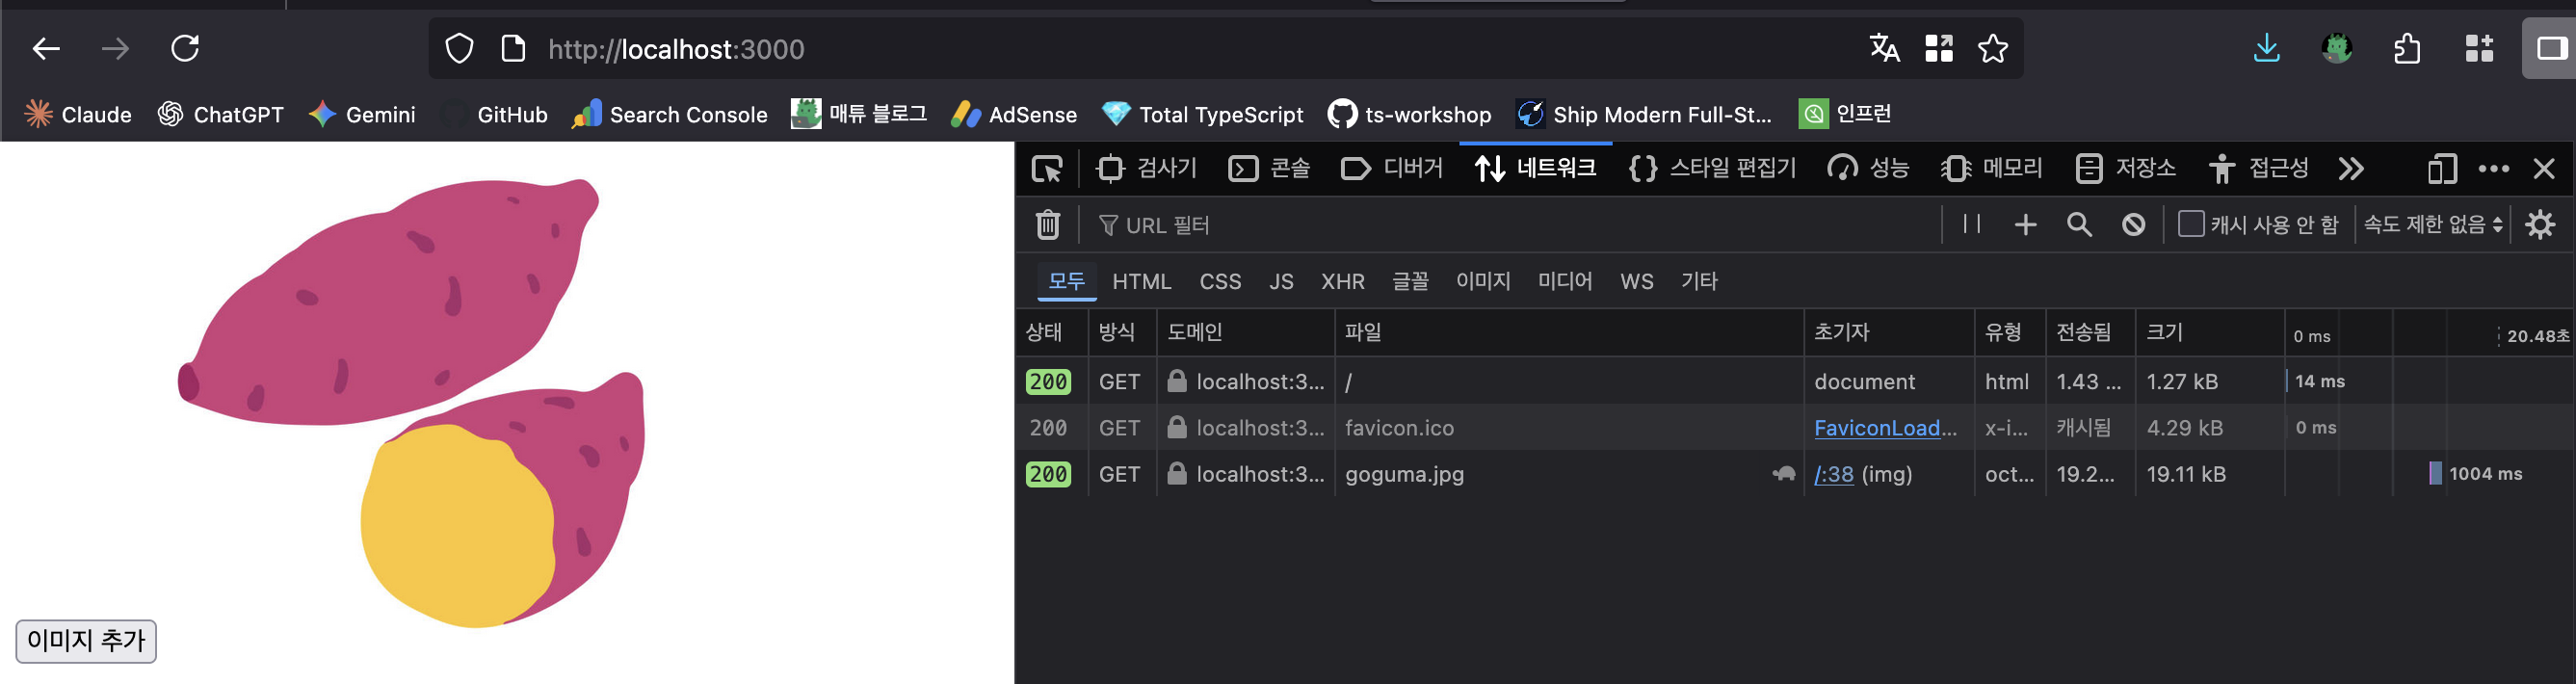 http://localhost:3000
Claude ChatGPT Gemini GitHub Search Console 매튜 블로그 AdSense Total TypeScript ts-workshop Ship Modern Full-St... 인프런
검사기 콘솔 디버거 네트워크 스타일 편집기 성능 메모리 저장소 접근성
URL 필터 캐시 사용 안 함 속도 제한 없음
모두 HTML CSS JS XHR 글꼴 이미지 미디어 WS 기타
상태 방식 도메인 파일 초기자 유형 전송됨 크기 0 ms 20.48초
200 GET localhost:3... / document html 1.43 ... 1.27 kB 14 ms
200 GET localhost:3... favicon.ico FaviconLoad... x-i... 캐시됨 4.29 kB 0 ms
200 GET localhost:3... goguma.jpg /:38 (img) oct... 19.2... 19.11 kB 1004 ms
이미지 추가